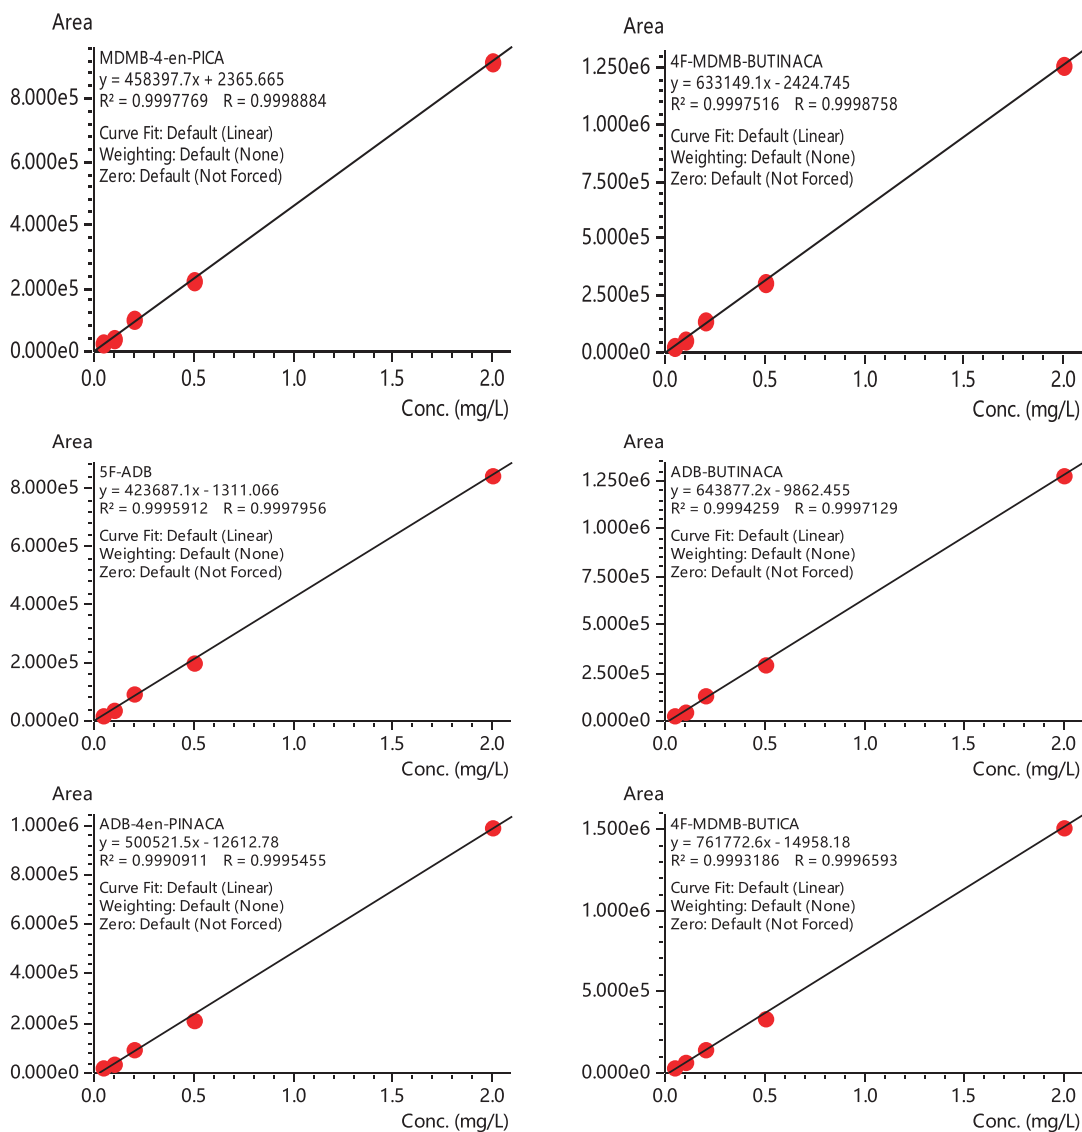 Area
MDMB-4-en-PICA
y = 458397.7x + 2365.665
R² = 0.9997769 R = 0.9998884
Curve Fit: Default (Linear)
Weighting: Default (None)
Zero: Default (Not Forced)
8.000e5
6.000e5
4.000e5
2.000e5
0.000e0
0.0 0.5 1.0 1.5 2.0
Conc. (mg/L)
Area
4F-MDMB-BUTINACA
y = 633149.1x - 2424.745
R² = 0.9997516 R = 0.9998758
Curve Fit: Default (Linear)
Weighting: Default (None)
Zero: Default (Not Forced)
1.250e6
1.000e6
7.500e5
5.000e5
2.500e5
0.000e0
0.0 0.5 1.0 1.5 2.0
Conc. (mg/L)
Area
5F-ADB
y = 423687.1x - 1311.066
R² = 0.9995912 R = 0.9997956
Curve Fit: Default (Linear)
Weighting: Default (None)
Zero: Default (Not Forced)
8.000e5
6.000e5
4.000e5
2.000e5
0.000e0
0.0 0.5 1.0 1.5 2.0
Conc. (mg/L)
Area
ADB-BUTINACA
y = 643877.2x - 9862.455
R² = 0.9994259 R = 0.9997129
Curve Fit: Default (Linear)
Weighting: Default (None)
Zero: Default (Not Forced)
1.250e6
1.000e6
7.500e5
5.000e5
2.500e5
0.000e0
0.0 0.5 1.0 1.5 2.0
Conc. (mg/L)
Area
ADB-4en-PINACA
y = 500521.5x - 12612.78
R² = 0.9990911 R = 0.9995455
Curve Fit: Default (Linear)
Weighting: Default (None)
Zero: Default (Not Forced)
1.000e6
8.000e5
6.000e5
4.000e5
2.000e5
0.000e0
0.0 0.5 1.0 1.5 2.0
Conc. (mg/L)
Area
4F-MDMB-BUTICA
y = 761772.6x - 14958.18
R² = 0.9993186 R = 0.9996593
Curve Fit: Default (Linear)
Weighting: Default (None)
Zero: Default (Not Forced)
1.500e6
1.000e6
5.000e5
0.000e0
0.0 0.5 1.0 1.5 2.0
Conc. (mg/L)